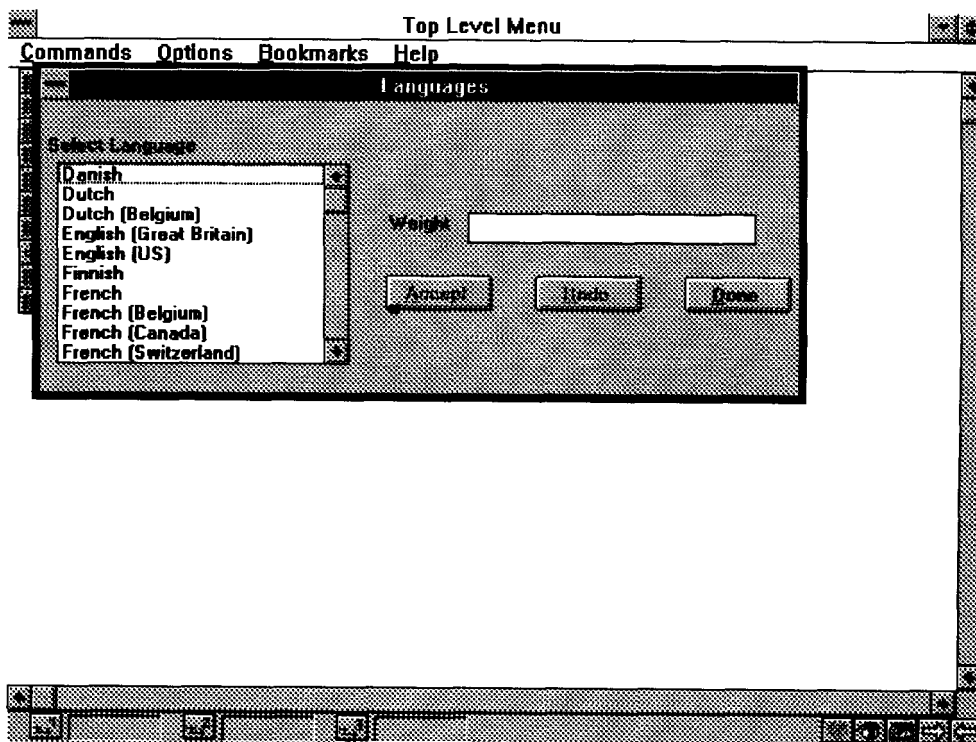 Top Level Menu
Commands Options Bookmarks Help
Languages
Select Language
Danish
Dutch
Dutch (Belgium)
English (Great Britain)
English (US)
Finnish
French
French (Belgium)
French (Canada)
French (Switzerland)
Weight
Accept Undo Done